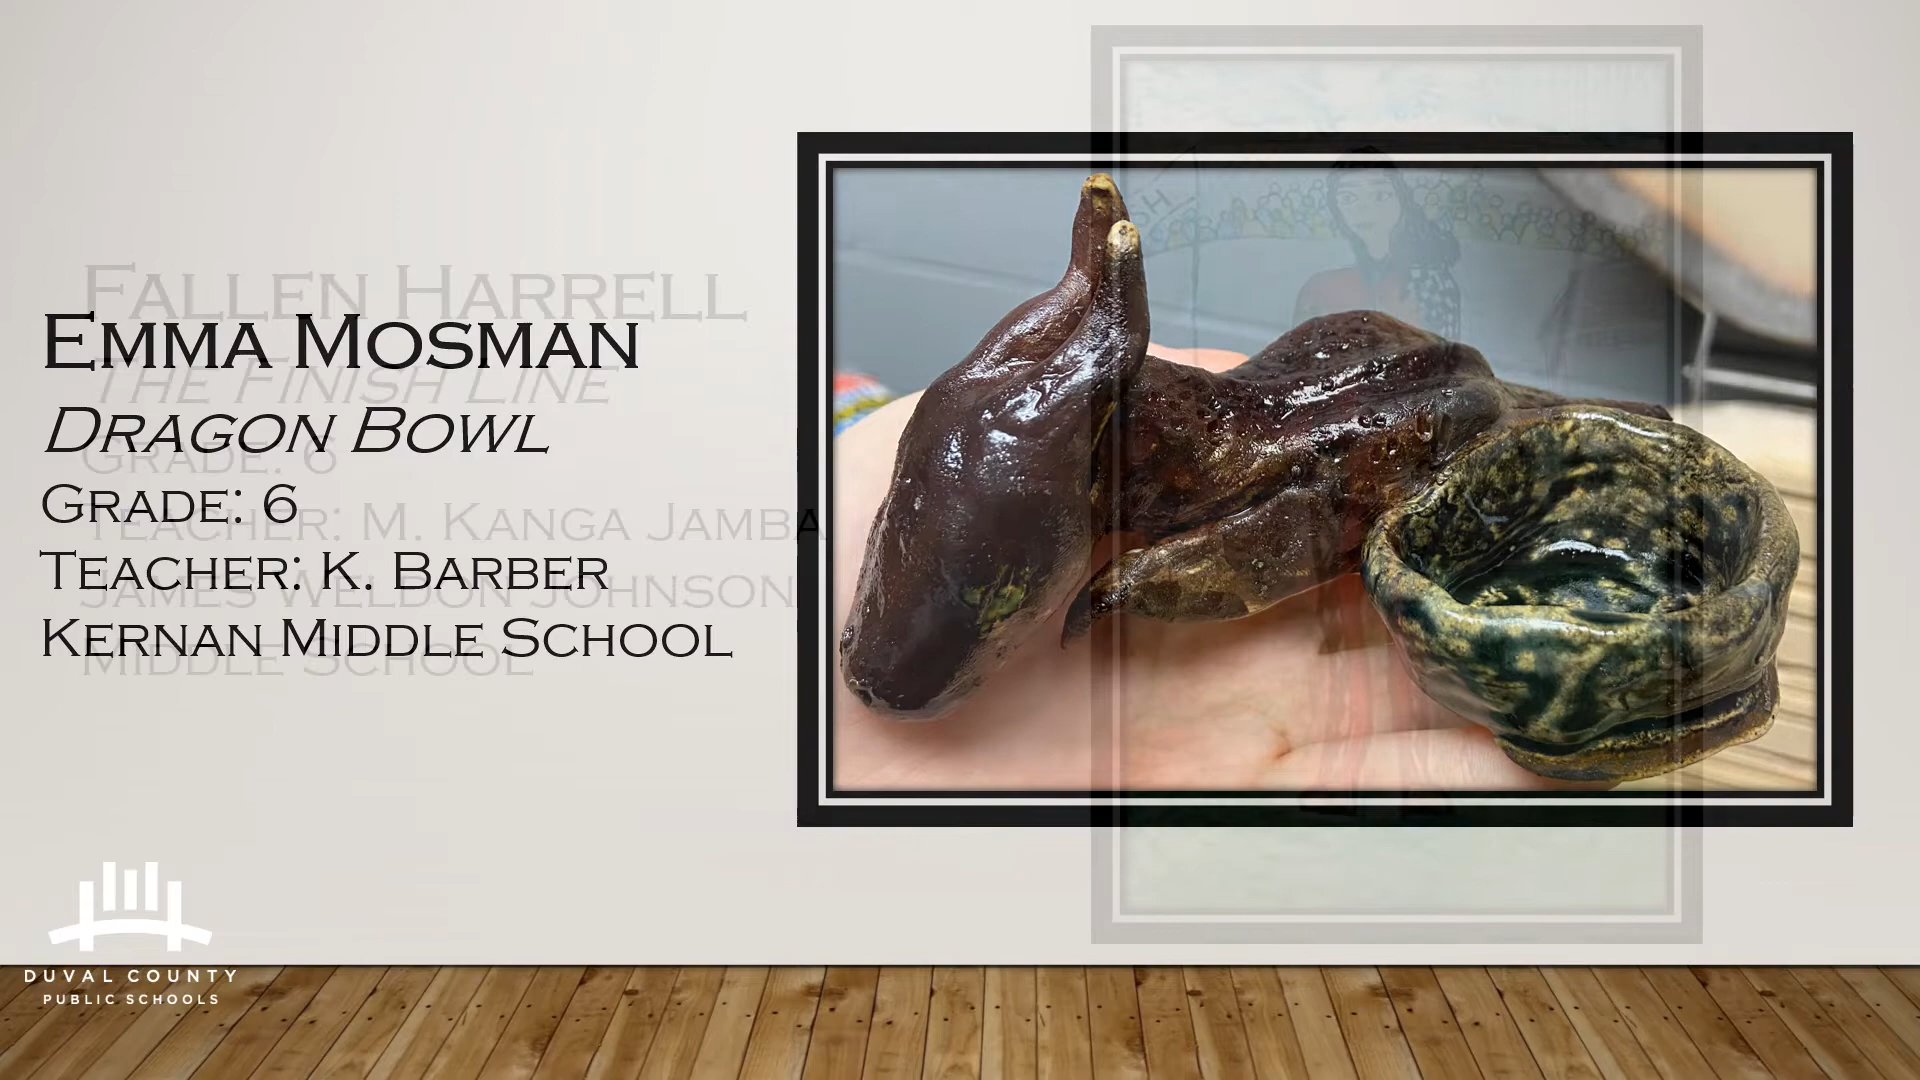 Fallen Harrell
The Finish Line
Grade: 6
Teacher: M. Kanga Jamba
James Weldon Johnson
Middle School
Emma Mosman
Dragon Bowl
Grade: 6
Teacher: K. Barber
Kernan Middle School
DUVAL COUNTY
PUBLIC SCHOOLS